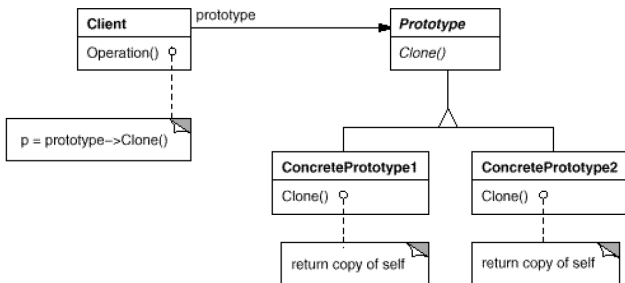 Client
prototype
Prototype
Operation()
Clone()
p = prototype->Clone()
ConcretePrototype1
ConcretePrototype2
Clone()
Clone()
return copy of self
return copy of self